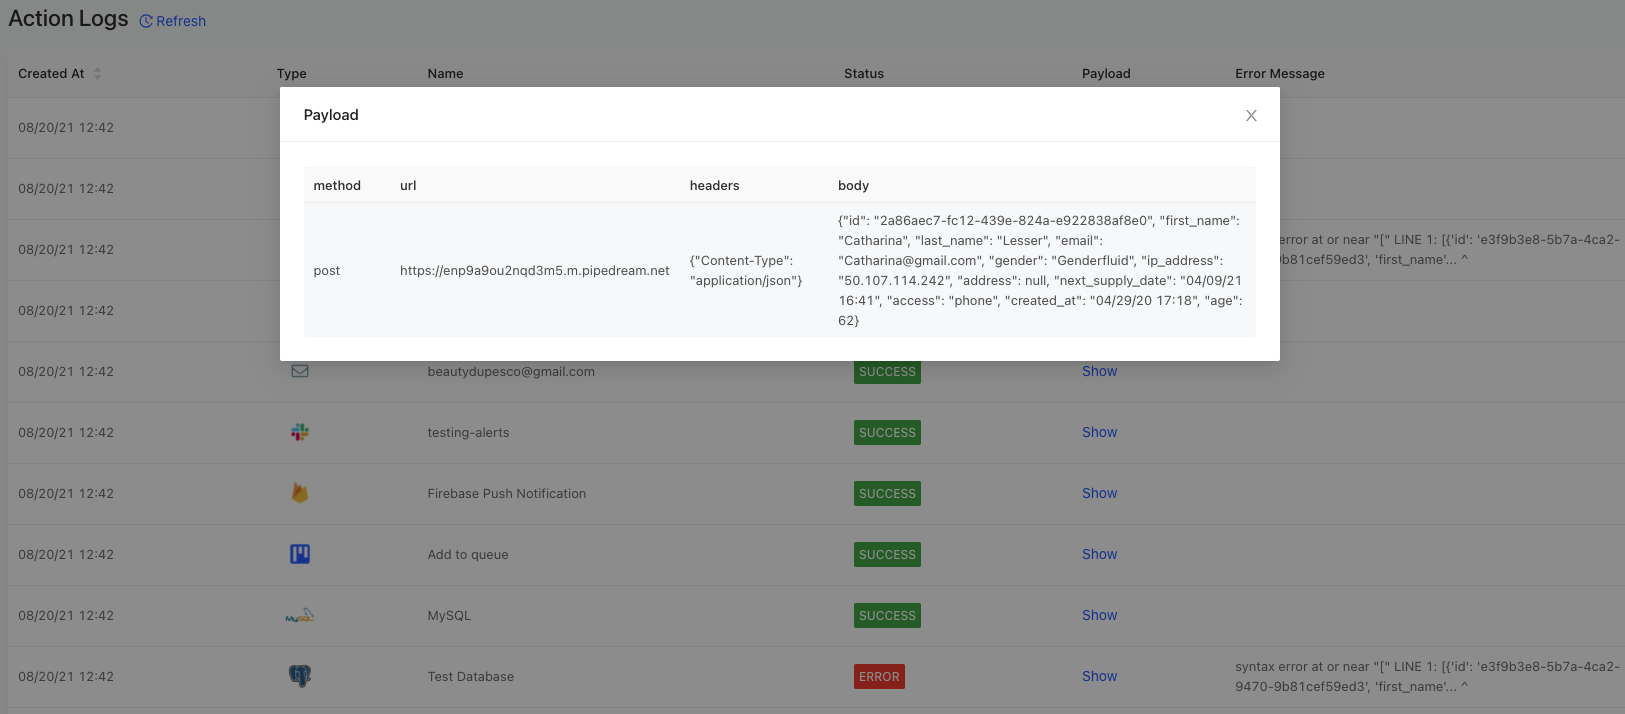 Action Logs Refresh
Created At Type Name Status Payload Error Message
Payload
08/20/21 12:42
method url headers body
08/20/21 12:42
{"id": "2a86aec7-fc12-439e-824a-e922838af8e0", "first_name":
08/20/21 12:42
"Catharina", "last_name": "Lesser", "email":
error at or near "[" LINE 1: [{'id': 'e3f9b3e8-5b7a-4ca2-
{"Content-Type":
"Catharina@gmail.com", "gender": "Genderfluid", "ip_address":
9b81cef59ed3', 'first_name'... ^
post https://enp9a9ou2nqd3m5.m.pipedream.net
"application/json"}
"50.107.114.242", "address": null, "next_supply_date": "04/09/21
16:41", "access": "phone", "created_at": "04/29/20 17:18", "age":
08/20/21 12:42
62}
08/20/21 12:42 beautydupesco@gmail.com SUCCESS Show
08/20/21 12:42 testing-alerts SUCCESS Show
08/20/21 12:42 Firebase Push Notification SUCCESS Show
08/20/21 12:42 Add to queue SUCCESS Show
08/20/21 12:42 MySQL MySQL SUCCESS Show
08/20/21 12:42 Test Database ERROR Show
syntax error at or near "[" LINE 1: [{'id': 'e3f9b3e8-5b7a-4ca2-
9470-9b81cef59ed3', 'first_name'... ^